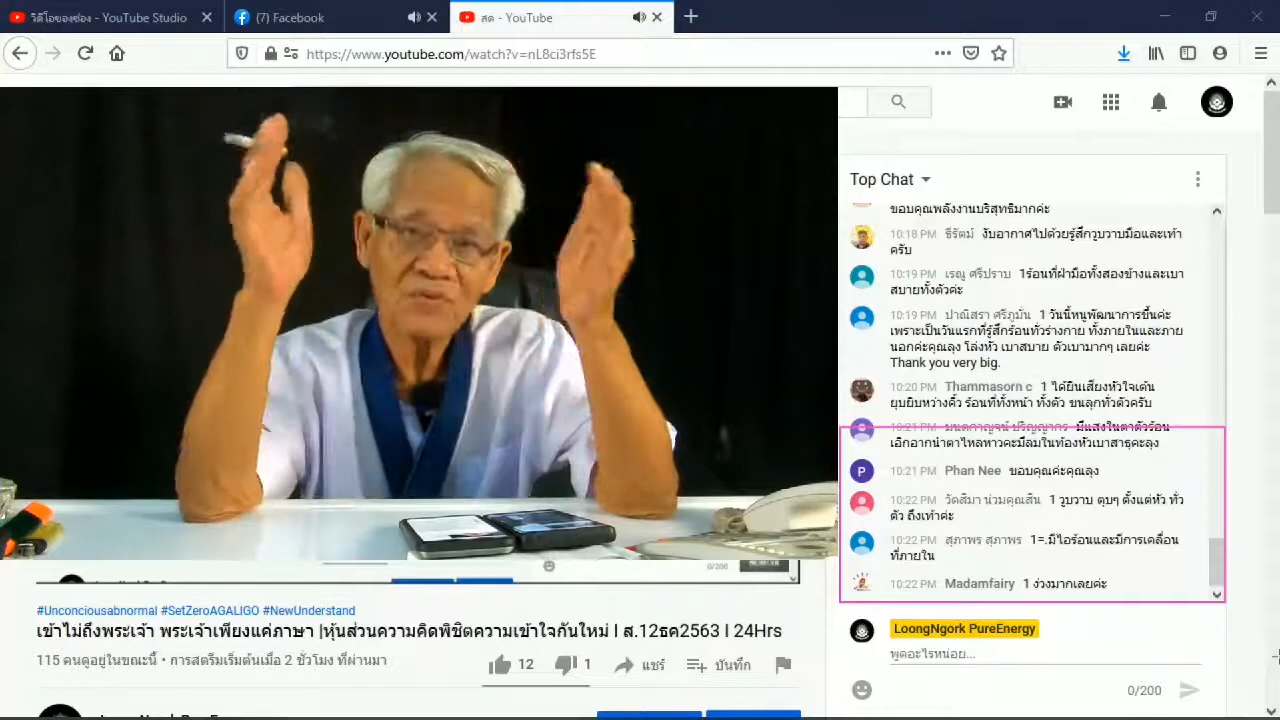 วิดีโอของช่อง - YouTube Studio
(7) Facebook
สด - YouTube
https://www.youtube.com/watch?v=nL8ci3rfs5E
Top Chat
ขอบคุณพลังงานบริสุทธิ์มากค่ะ
10:18 PM ธีรัตม์ งับอากาศไปด้วยรู้สึกวูบวาบมือและเท้า
ครับ
10:19 PM เรณู ศรีปราบ 1ร้อนที่ฝ่ามือทั้งสองข้างและเบา
สบายทั้งตัวค่ะ
10:19 PM ปาณิสรา ศรีภูมั่น 1 วันนี้หนูพัฒนาการขึ้นค่ะ
เพราะเป็นวันแรกที่รู้สึกร้อนทั่วร่างกาย ทั้งภายในและภาย
นอกค่ะคุณลุง โล่งหัว เบาสบาย ตัวเบามากๆ เลยค่ะ
Thank you very big.
10:20 PM Thammasorn c 1 ได้ยินเสียงหัวใจเต้น
ยุบยิบหว่างคิ้ว ร้อนที่ทั้งหน้า ทั้งตัว ขนลุกทั่วตัวครับ
10:21 PM มนตกาญจน์ ปริญญากร มีแสงในตาตัวร้อน
เอิกอากน้ำตาไหลหาวคะมีลมในท้องหัวเบาสาธุคะลุง
10:21 PM Phan Nee ขอบคุณค่ะคุณลุง
10:22 PM วัดสีมา น่วมคุณสิน 1 วูบวาบ ตุบๆ ตั้งแต่หัว ทั่ว
ตัว ถึงเท้าค่ะ
10:22 PM สุภาพร สุภาพร 1=.มีไอร้อนและมีการเคลื่อน
ที่ภายใน
10:22 PM Madamfairy 1 ง่วงมากเลยค่ะ
LoongNgork PureEnergy
พูดอะไรหน่อย...
0/200
0/200
#Unconciousabnormal #SetZeroAGALIGO #NewUnderstand
เข้าไม่ถึงพระเจ้า พระเจ้าเพียงแค่ภาษา |หุ้นส่วนความคิดพิชิตความเข้าใจกันใหม่ I ส.12ธค2563 I 24Hrs
115 คนดูอยู่ในขณะนี้ • การสตรีมเริ่มต้นเมื่อ 2 ชั่วโมง ที่ผ่านมา
12 1 แชร์ บันทึก